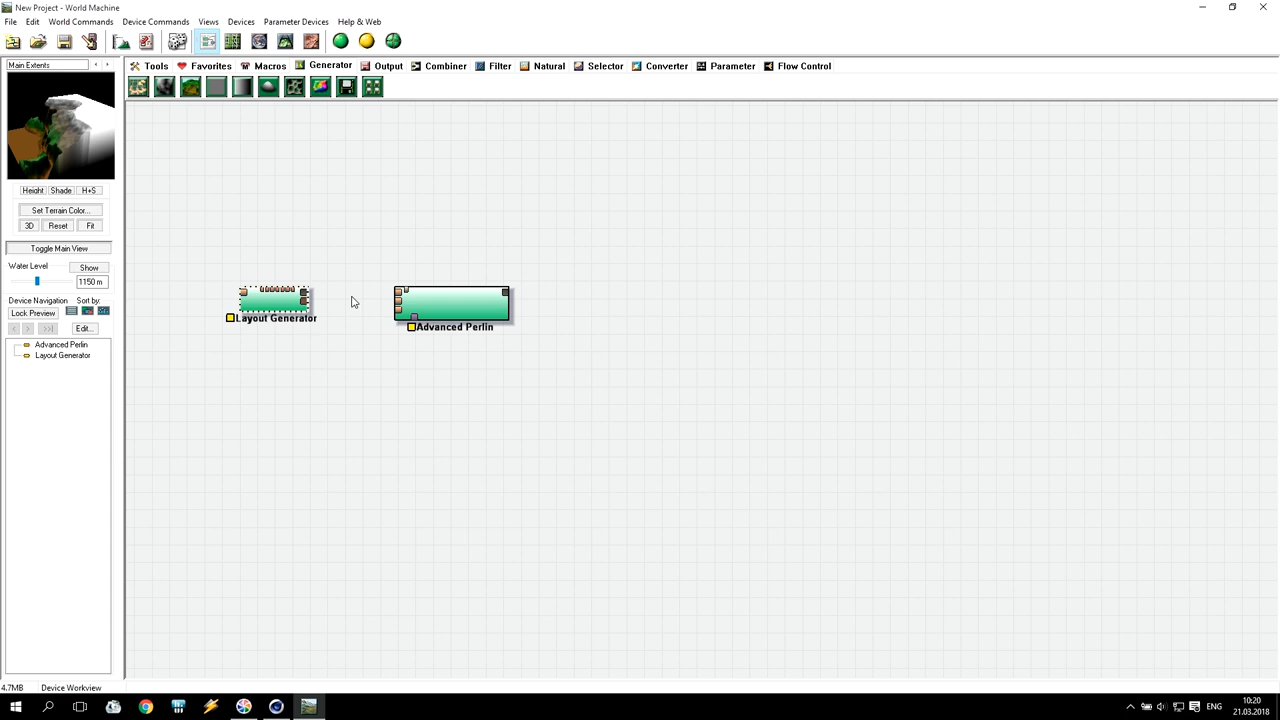 New Project - World Machine
File Edit World Commands Device Commands Views Devices Parameter Devices Help & Web
Main Extents
Tools Favorites Macros Generator Output Combiner Filter Natural Selector Converter Parameter Flow Control
Height Shade H+S
Set Terrain Color...
3D Reset Fit
Toggle Main View
Water Level Show
1150 m
Device Navigation Sort by:
Lock Preview
Edit...
Advanced Perlin
Layout Generator
Layout Generator
Advanced Perlin
4.7MB Device Workview
ENG
10:20
21.03.2018